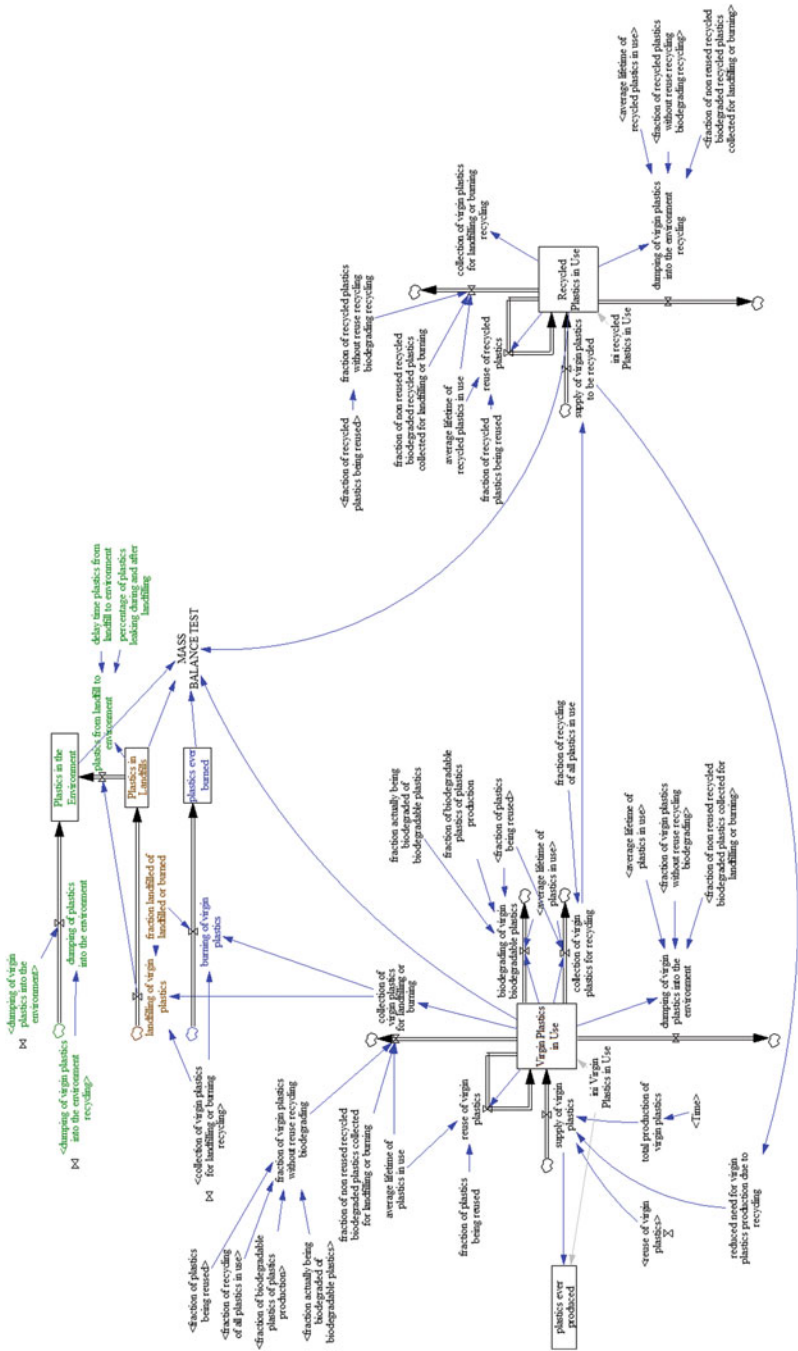 <dumping of virgin
plastics into the
environment>
<dumping of virgin plastics
into the environment
recycling>
dumping of plastics
into the environment
Plastics in the
Environment
plastics from landfill to
environment
delay time plastics from
landfill to environment
percentage of plastics
leaking during and after
landfilling
Plastics in
Landfills
landfilling of virgin
plastics
fraction landfilled of
landfilled or burned
MASS
BALANCE TEST
plastics ever
burned
burning of virgin
plastics
<collection of virgin plastics
for landfilling or burning
recycling>
<fraction of plastics
being reused>
<fraction of recycling
of all plastics in use>
<fraction of biodegradable
plastics of plastics
production>
<fraction actually being
biodegraded of
biodegradable plastics>
fraction of virgin plastics
without reuse recycling
biodegrading
fraction of non reused recycled
biodegraded plastics collected
for landfilling or burning
average lifetime of
plastics in use
collection of
virgin plastics
for landfilling or
burning
fraction of plastics
being reused
reuse of virgin
plastics
Virgin Plastics
in Use
biodegrading of virgin
biodegradable plastics
fraction actually being
biodegraded of
biodegradable plastics
fraction of biodegradable
plastics of plastics
production
<fraction of plastics
being reused>
<average lifetime of
plastics in use>
collection of virgin
plastics for recycling
fraction of recycling
of all plastics in use
plastics ever
produced
supply of virgin
plastics
ini Virgin
Plastics in Use
<reuse of virgin
plastics>
total production of
virgin plastics
<Time>
reduced need for virgin
plastics production due to
recycling
dumping of virgin
plastics into the
environment
<average lifetime of
plastics in use>
<fraction of virgin plastics
without reuse recycling
biodegrading>
<fraction of non reused recycled
biodegraded plastics collected for
landfilling or burning>
<fraction of recycled
plastics being reused>
fraction of recycled plastics
without reuse recycling
biodegrading recycling
fraction of non reused recycled
biodegraded recycled plastics
collected for landfilling or burning
average lifetime of
recycled plastics in use
fraction of recycled
plastics being reused
reuse of recycled
plastics
collection of virgin plastics
for landfilling or burning
recycling
Recycled
Plastics in Use
supply of virgin plastics
to be recycled
ini recycled
Plastics in Use
dumping of virgin plastics
into the environment
recycling
<average lifetime of
recycled plastics in use>
<fraction of recycled plastics
without reuse recycling
biodegrading recycling>
<fraction of non reused recycled
biodegraded recycled plastics
collected for landfilling or burning>